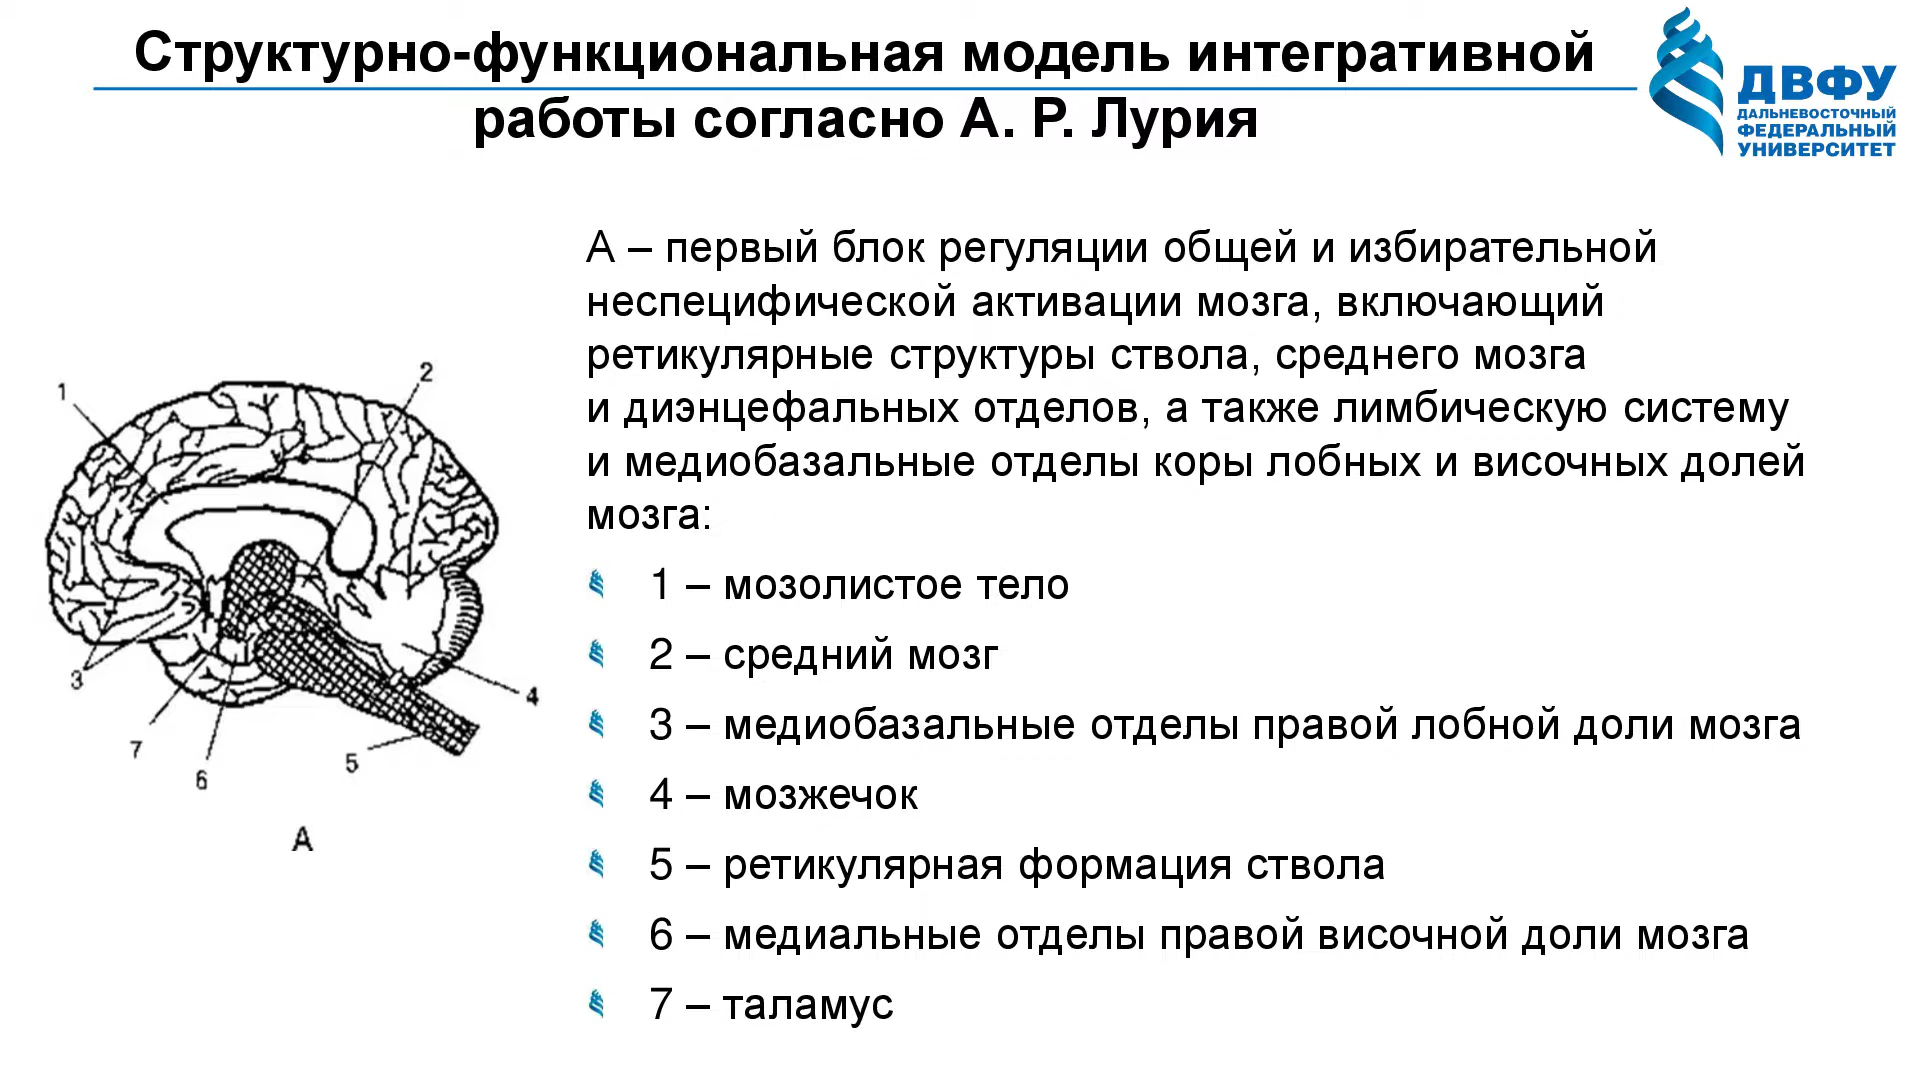 Структурно-функциональная модель интегративной
работы согласно А. Р. Лурия
ДВФУ
ДАЛЬНЕВОСТОЧНЫЙ
ФЕДЕРАЛЬНЫЙ
УНИВЕРСИТЕТ
А – первый блок регуляции общей и избирательной
неспецифической активации мозга, включающий
ретикулярные структуры ствола, среднего мозга
и диэнцефальных отделов, а также лимбическую систему
и медиобазальные отделы коры лобных и височных долей
мозга:
1 – мозолистое тело
2 – средний мозг
3 – медиобазальные отделы правой лобной доли мозга
4 – мозжечок
5 – ретикулярная формация ствола
6 – медиальные отделы правой височной доли мозга
7 – таламус
1
2
3
4
7
6
5
А